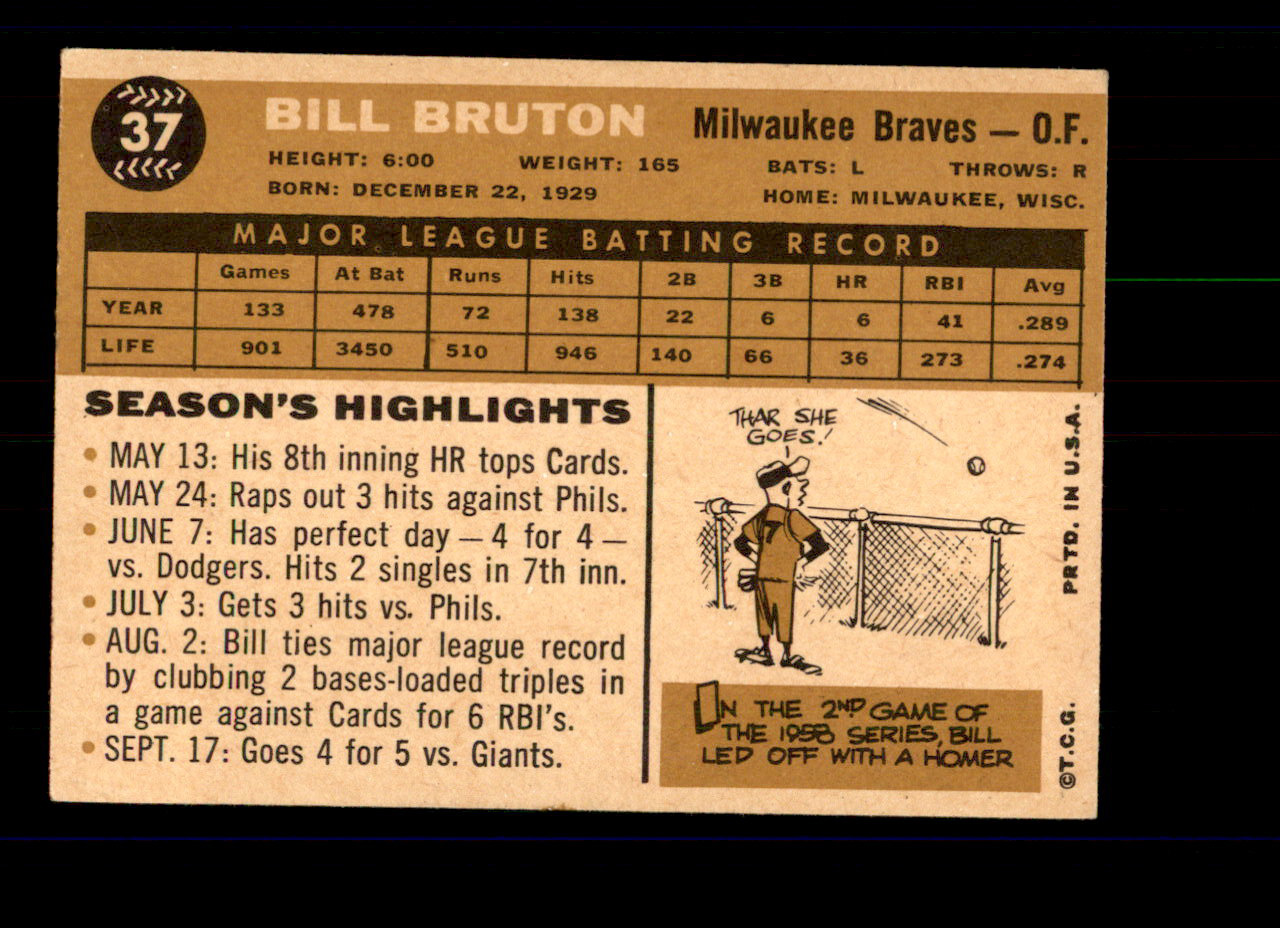 37
BILL BRUTON
Milwaukee Braves — O.F.
HEIGHT: 6:00 WEIGHT: 165 BATS: L THROWS: R
BORN: DECEMBER 22, 1929 HOME: MILWAUKEE, WISC.
MAJOR LEAGUE BATTING RECORD
Games At Bat Runs Hits 2B 3B HR RBI Avg
YEAR 133 478 72 138 22 6 6 41 .289
LIFE 901 3450 510 946 140 66 36 273 .274
SEASON'S HIGHLIGHTS
• MAY 13: His 8th inning HR tops Cards.
• MAY 24: Raps out 3 hits against Phils.
• JUNE 7: Has perfect day — 4 for 4 —
vs. Dodgers. Hits 2 singles in 7th inn.
• JULY 3: Gets 3 hits vs. Phils.
• AUG. 2: Bill ties major league record
by clubbing 2 bases-loaded triples in
a game against Cards for 6 RBI's.
• SEPT. 17: Goes 4 for 5 vs. Giants.
THAR SHE
GOES!
7
IN THE 2ND GAME OF
THE 1958 SERIES, BILL
LED OFF WITH A HOMER
©T.C.G. PRTD. IN U.S.A.